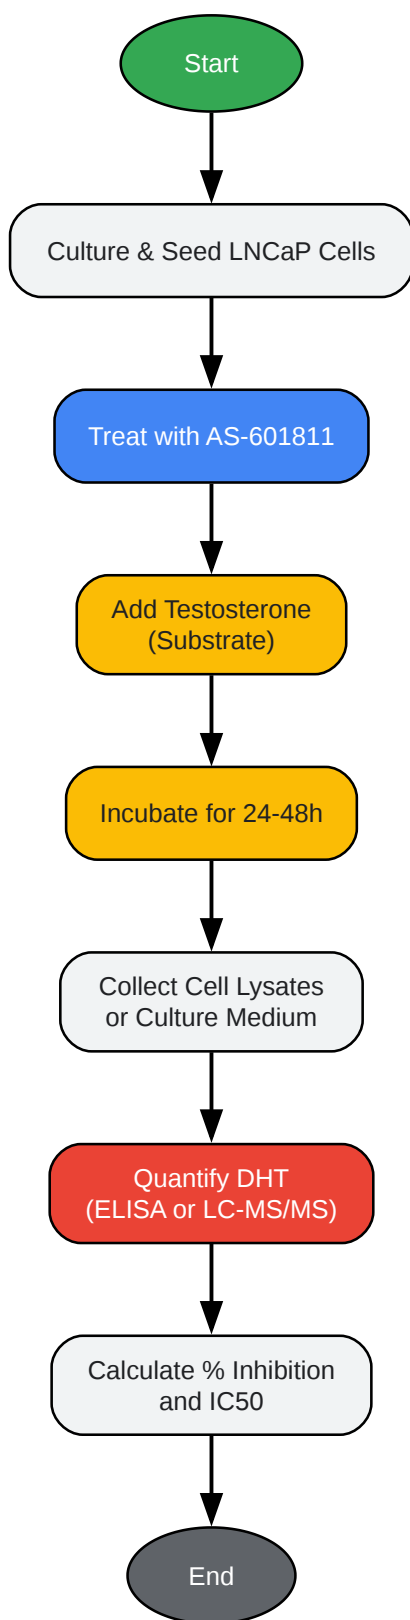 Start
Culture & Seed LNCaP Cells
Treat with AS-601811
Add Testosterone
(Substrate)
Incubate for 24-48h
Collect Cell Lysates
or Culture Medium
Quantify DHT
(ELISA or LC-MS/MS)
Calculate % Inhibition
and IC50
End